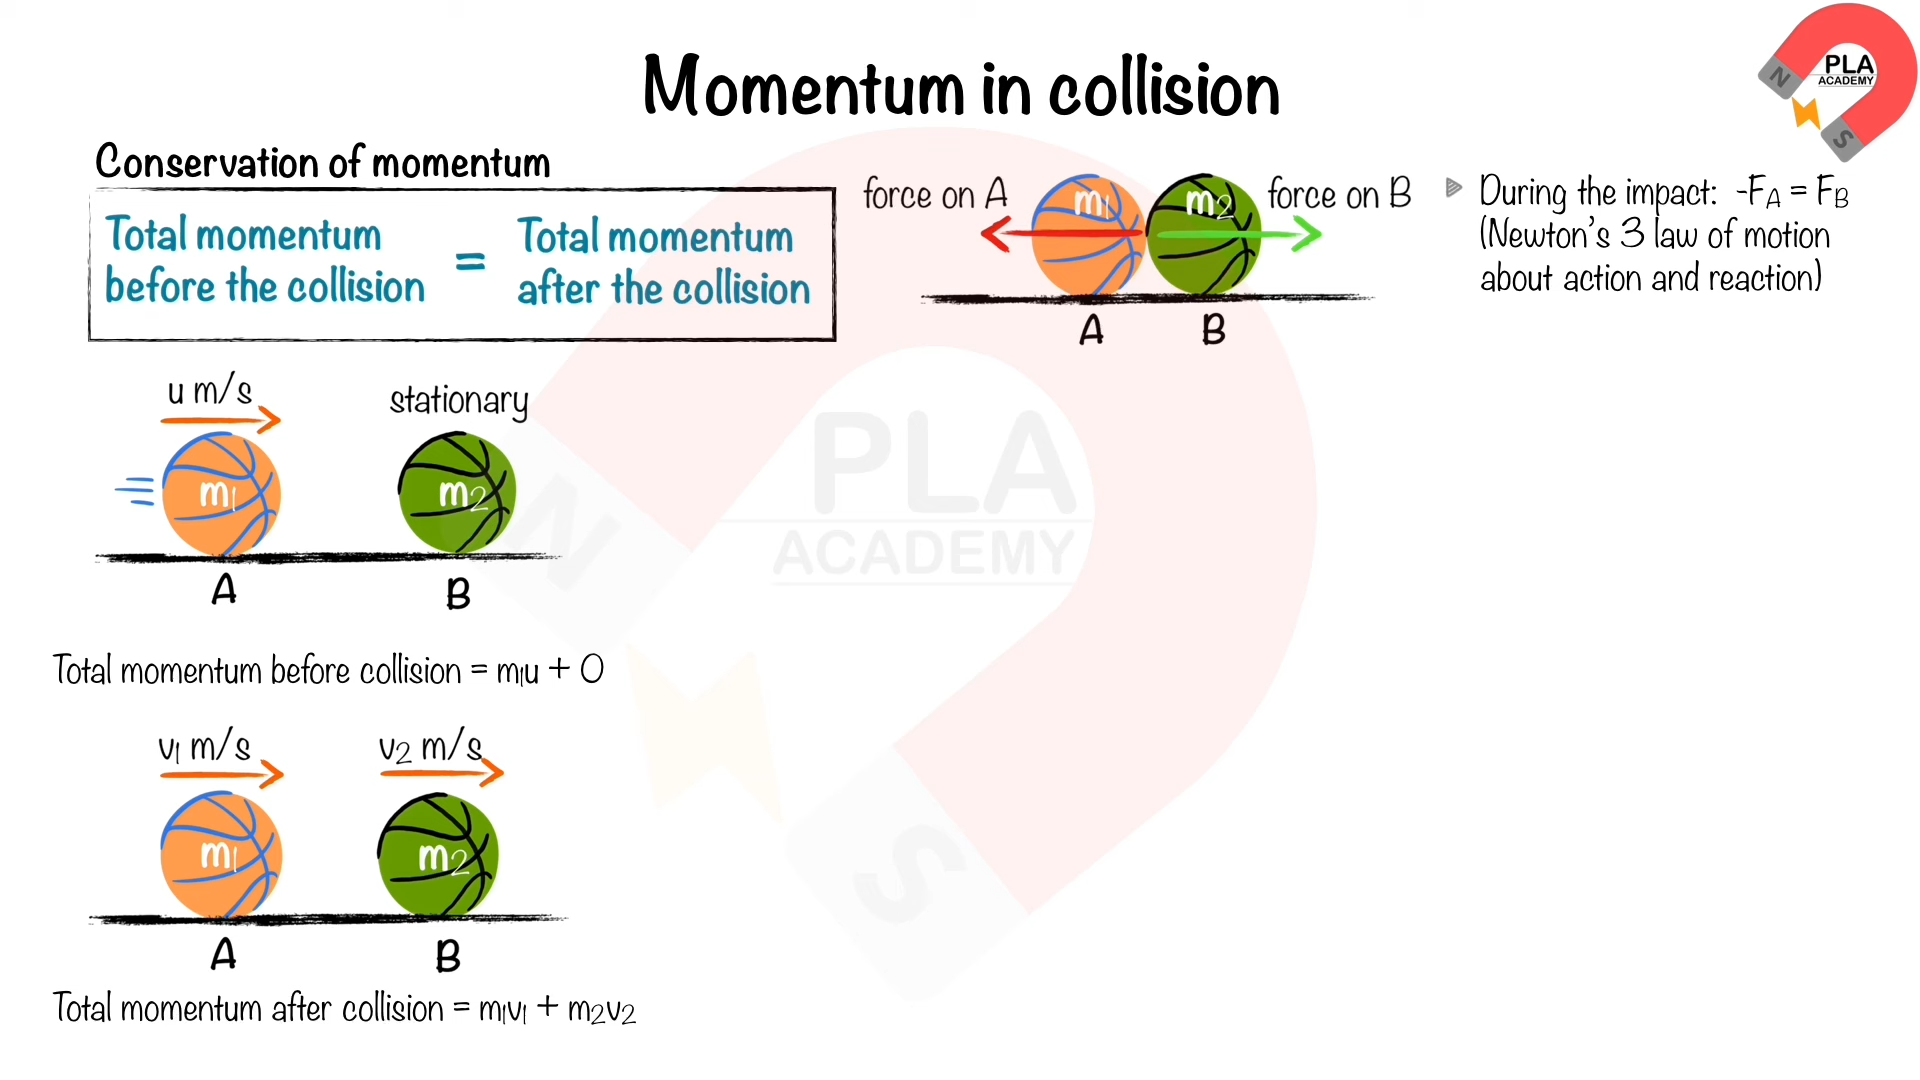 Momentum in collision
N
PLA
ACADEMY
S
Conservation of momentum
Total momentum
before the collision
=
Total momentum
after the collision
force on A
m₁
m₂
force on B
A
B
During the impact: -F_A = F_B
(Newton's 3 law of motion
about action and reaction)
u m/s
stationary
m₁
m₂
A
B
Total momentum before collision = m₁u + 0
v₁ m/s
v₂ m/s
m₁
m₂
A
B
Total momentum after collision = m₁v₁ + m₂v₂
PLA
ACADEMY
N
S